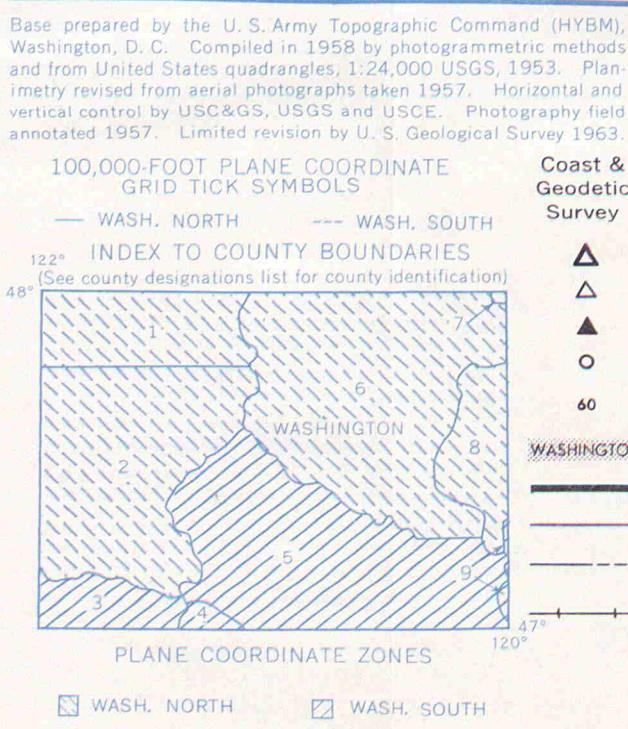 Base prepared by the U. S. Army Topographic Command (HYBM),
Washington, D. C. Compiled in 1958 by photogrammetric methods
and from United States quadrangles, 1:24,000 USGS, 1953. Plan-
imetry revised from aerial photographs taken 1957. Horizontal and
vertical control by USC&GS, USGS and USCE. Photography field
annotated 1957. Limited revision by U. S. Geological Survey 1963.
100,000-FOOT PLANE COORDINATE
GRID TICK SYMBOLS
WASH. NORTH
WASH. SOUTH
INDEX TO COUNTY BOUNDARIES
(See county designations list for county identification)
122°
48°
1
7
6
WASHINGTON
2
8
5
9
3
4
47°
120°
PLANE COORDINATE ZONES
WASH. NORTH
WASH. SOUTH
Coast &
Geodetic
Survey
60
WASHINGTO